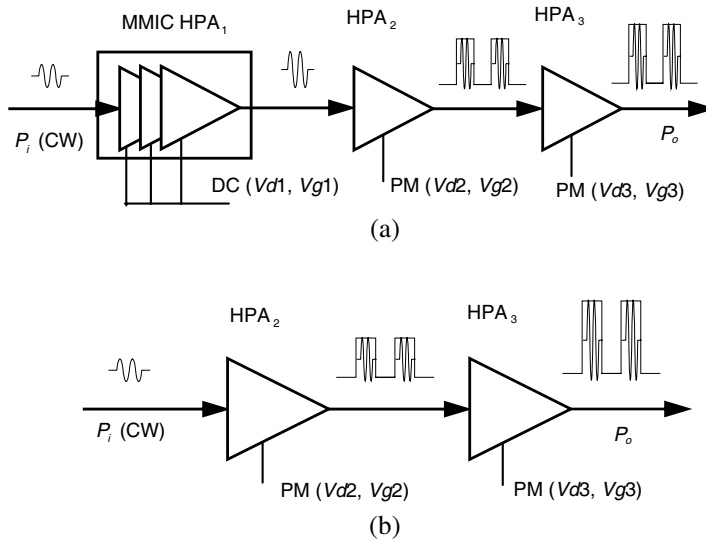 MMIC HPA₁
HPA₂
HPA₃
Pᵢ (CW)
Pₒ
DC (Vd1, Vg1)
PM (Vd2, Vg2)
PM (Vd3, Vg3)
(a)
HPA₂
HPA₃
Pᵢ (CW)
Pₒ
PM (Vd2, Vg2)
PM (Vd3, Vg3)
(b)